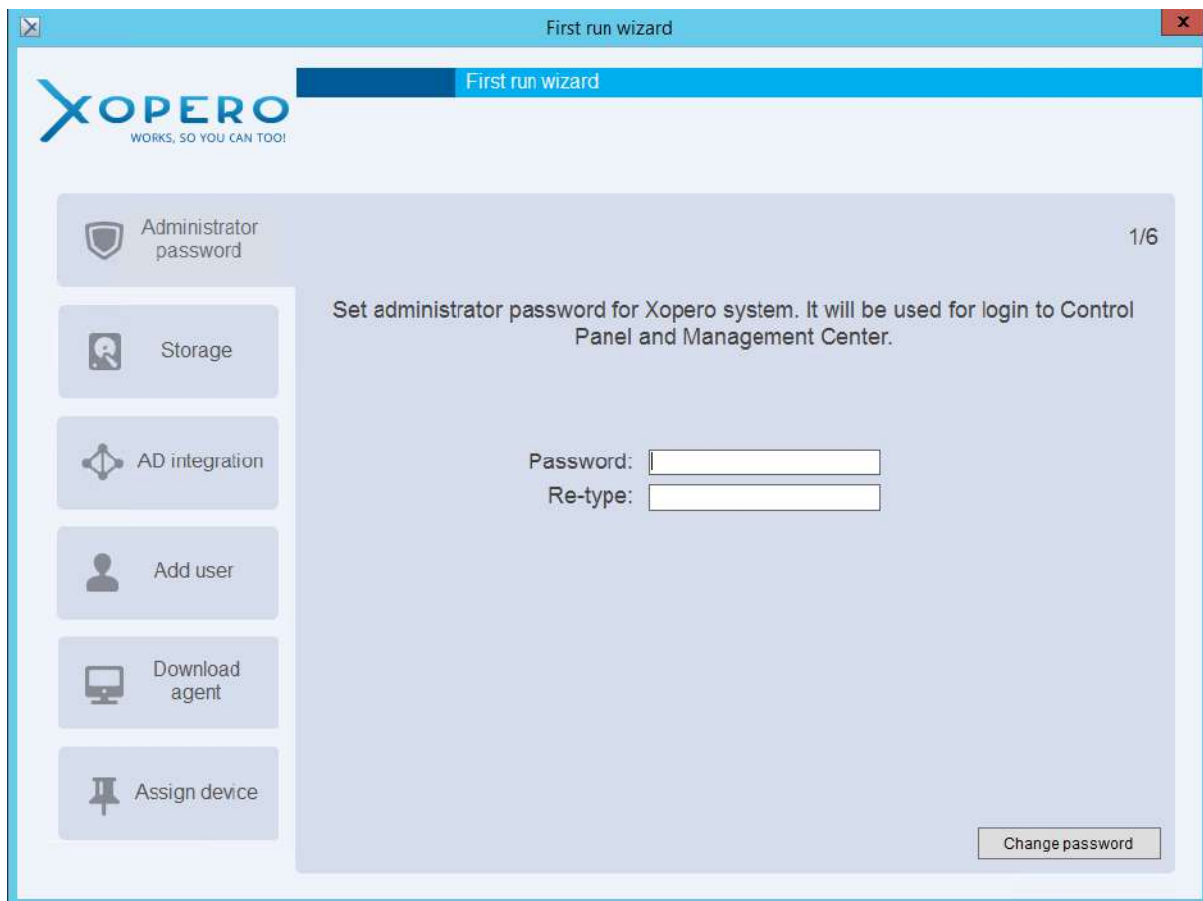 First run wizard
x
First run wizard
XOPERO
WORKS, SO YOU CAN TOO!
Administrator
password
1/6
Set administrator password for Xopero system. It will be used for login to Control
Panel and Management Center.
Storage
AD integration
Password:
Re-type:
Add user
Download
agent
Assign device
Change password